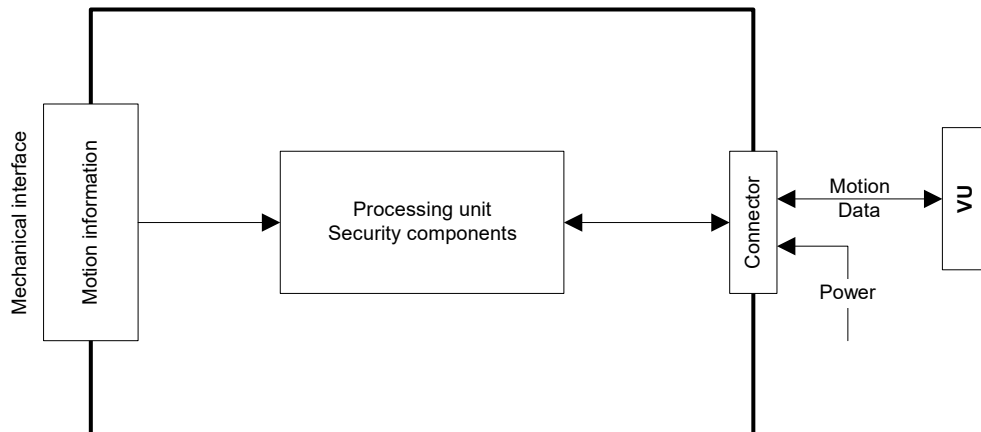 Mechanical interface
Motion information
Processing unit
Security components
Connector
Motion
Data
Power
VU